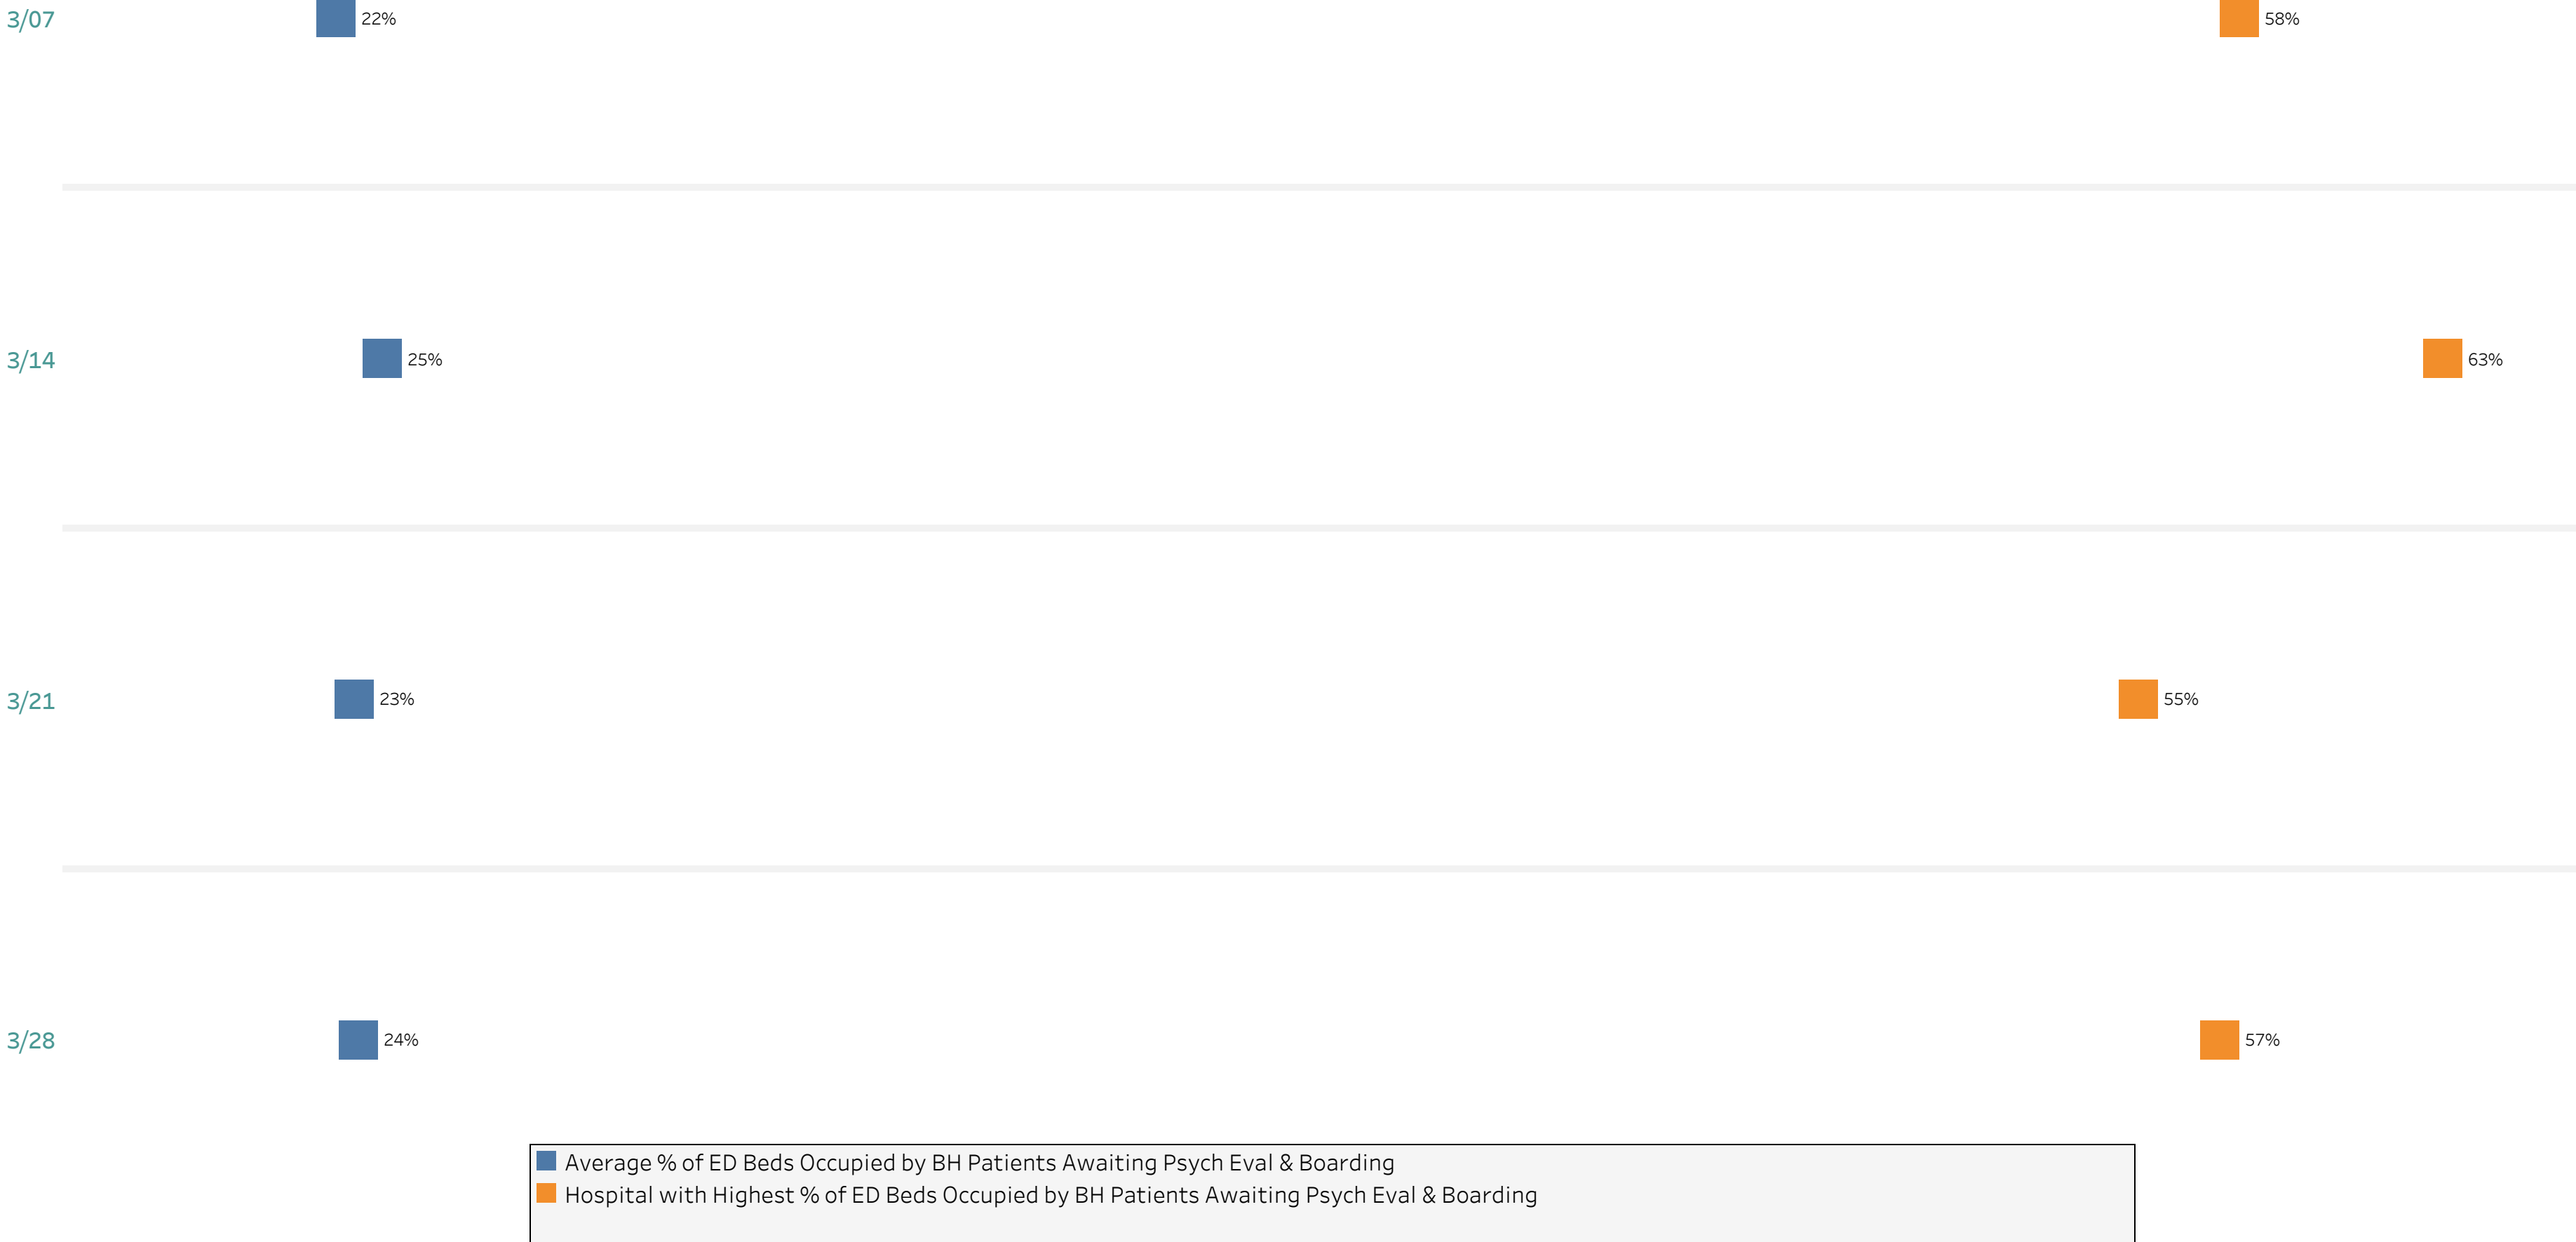 3/07 22% 58%
3/14 25% 63%
3/21 23% 55%
3/28 24% 57%
Average % of ED Beds Occupied by BH Patients Awaiting Psych Eval & Boarding
Hospital with Highest % of ED Beds Occupied by BH Patients Awaiting Psych Eval & Boarding